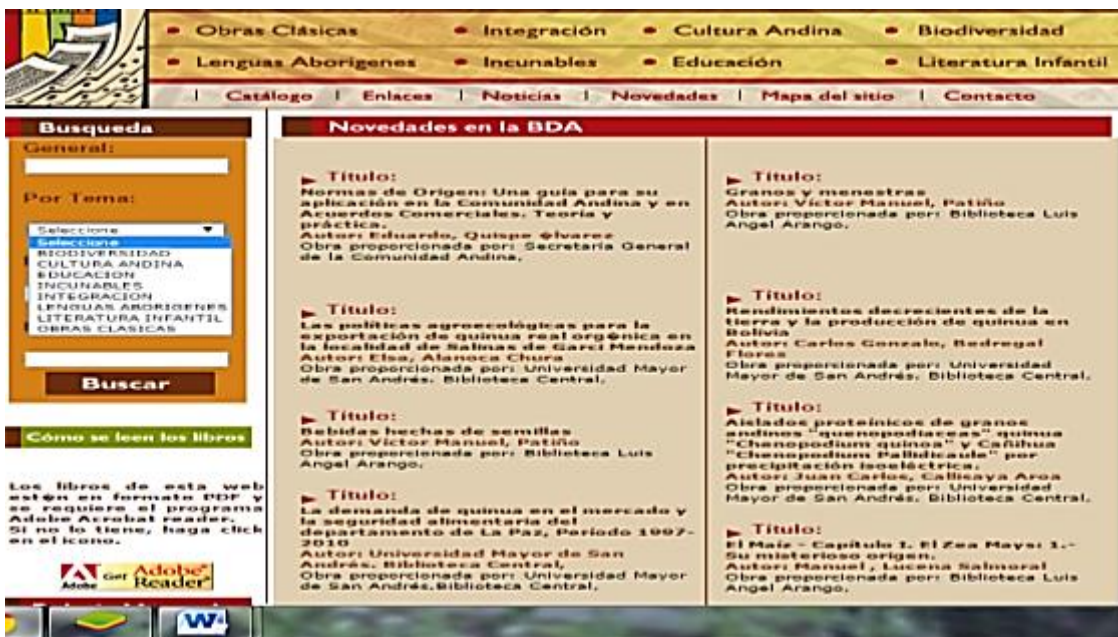 Obras Clásicas
Integración
Cultura Andina
Biodiversidad
Lenguas Aborigenes
Incunables
Educación
Literatura Infantil
Catálogo
Enlaces
Noticias
Novedades
Mapa del sitio
Contacto
Busqueda
General:
Por Tema:
Seleccione
Seleccione
BIODIVERSIDAD
CULTURA ANDINA
EDUCACION
INCUNABLES
INTEGRACION
LENGUAS ABORIGENES
LITERATURA INFANTIL
OBRAS CLASICAS
Buscar
Cómo se leen los libros
Los libros de esta web
están en formato PDF y
se requiere el programa
Adobe Acrobat reader.
Si no lo tiene, haga click
en el icono.
Adobe
Get Adobe®
Reader®
Novedades en la BDA
Título:
Normas de Origen: Una guía para su
aplicación en la Comunidad Andina y en
Acuerdos Comerciales. Teoría y
práctica.
Autor: Eduardo, Quispe �lvarez
Obra proporcionada por: Secretaría General
de la Comunidad Andina.
Título:
Las políticas agroecológicas para la
exportación de quinua real org�nica en
la localidad de Salinas de Garci Mendoza
Autor: Elsa, Alanoca Chura
Obra proporcionada por: Universidad Mayor
de San Andrés. Biblioteca Central.
Título:
Bebidas hechas de semillas
Autor: Víctor Manuel, Patiño
Obra proporcionada por: Biblioteca Luis
Angel Arango.
Título:
La demanda de quinua en el mercado y
la seguridad alimentaria del
departamento de La Paz, Periodo 1997-
2010
Autor: Universidad Mayor de San
Andrés. Biblioteca Central,
Obra proporcionada por: Universidad Mayor
de San Andrés.Biblioteca Central.
Título:
Granos y menestras
Autor: Víctor Manuel, Patiño
Obra proporcionada por: Biblioteca Luis
Angel Arango.
Título:
Rendimientos decrecientes de la
tierra y la producción de quinua en
Bolivia
Autor: Carlos Gonzalo, Bedregal
Flores
Obra proporcionada por: Universidad
Mayor de San Andrés. Biblioteca Central.
Título:
Aislados proteínicos de granos
andinos "quenopodiaceas" quinua
"Chenopodium quinoa" y Cañihua
"Chenopodium Pallidicaule" por
precipitación isoeléctrica.
Autor: Juan Carlos, Callisaya Aroa
Obra proporcionada por: Universidad
Mayor de San Andrés. Biblioteca Central.
Título:
El Maíz - Capítulo I. El Zea Mays: 1.-
Su misterioso origen.
Autor: Manuel , Lucena Salmoral
Obra proporcionada por: Biblioteca Luis
Angel Arango.
W